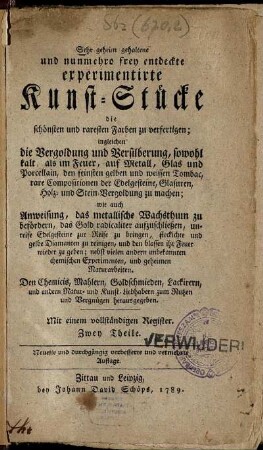 Sehr geheim gehaltene
und nunmehro frey entdeckte
experimentirte
Kunst-Stücke
die
schönsten und raresten Farben zu verfertigen;
ingleichen
die Vergoldung und Versilberung, sowohl
kalt als im Feuer, auf Metall, Glas und
Porcellain, den feinsten gelben und weissen Tombac,
rare Compositionen der Edelgesteine, Glasuren,
Holz- und Stein-Vergoldung zu machen;
wie auch
Anweisung, das metallische Wachsthum zu
befördern, das Gold radicaliter aufzuschließen, un-
reife Edelgesteine zur Reife zu bringen, fleckichte und
gelbe Diamanten zu reinigen, und den blassen ihr Feuer
wieder zu geben; nebst vielen andern unbekannten
chemischen Experimenten, und geheimen
Naturarbeiten.
Den Chemicis, Mahlern, Goldschmieden, Lackirern,
und andern Natur- und Kunst-Liebhabern zum Nutzen
und Vergnügen herausgegeben.
Mit einem vollständigen Register.
Zwey Theile.
VERWIJDERD
Neueste und durchgängig verbesserte und vermehrte
Auflage.
Zittau und Leipzig,
bey Johann David Schöps, 1789.